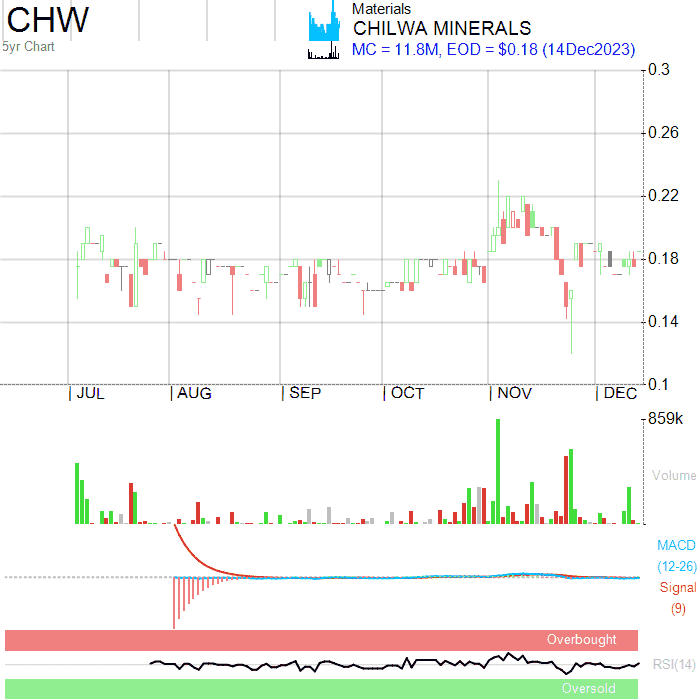 CHW
5yr Chart
Materials
CHILWA MINERALS
MC = 11.8M, EOD = $0.18 (14Dec2023)
0.3
0.26
0.22
0.18
0.14
0.1
JUL AUG SEP OCT NOV DEC
859k
Volume
MACD
(12-26)
Signal
(9)
Overbought
RSI(14)
Oversold